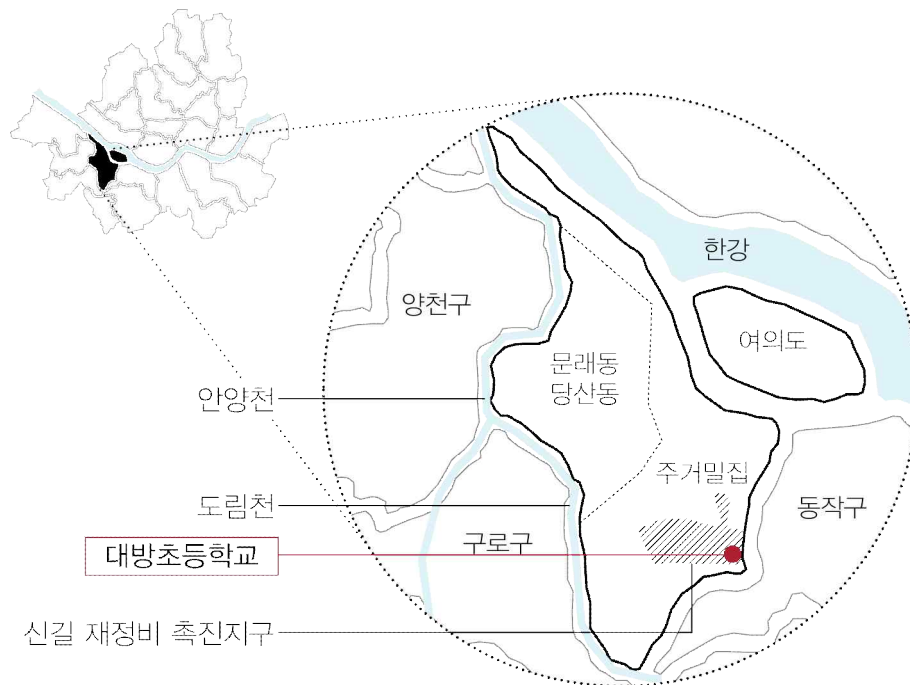 한강
양천구
여의도
문래동
당산동
안양천
주거밀집
도림천
동작구
구로구
대방초등학교
신길 재정비 촉진지구